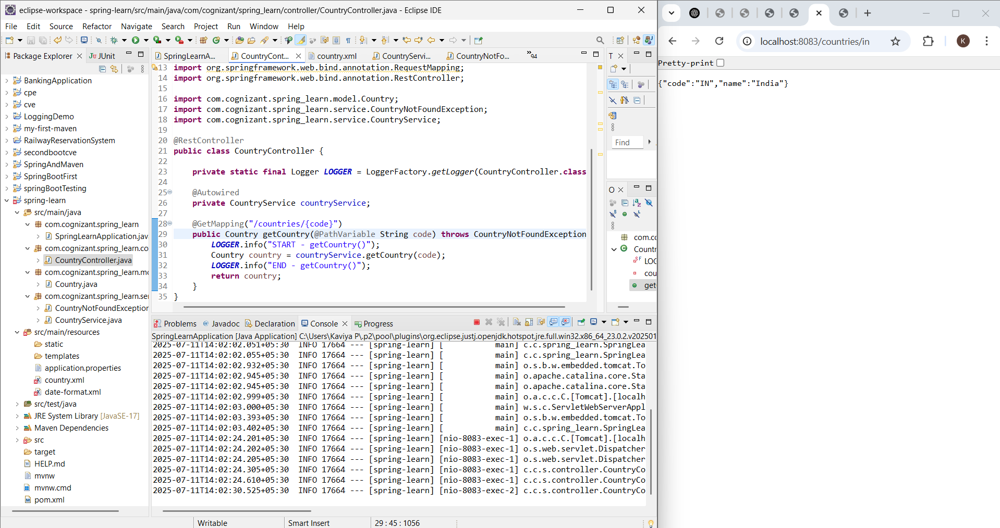 eclipse-workspace - spring-learn/src/main/java/com/cognizant/spring_learn/controller/CountryController.java - Eclipse IDE
File Edit Source Refactor Navigate Search Project Run Window Help
Package Explorer
JUnit
BankingApplication
cpe
cve
LoggingDemo
my-first-maven
RailwayReservationSystem
secondbootcve
SpringAndMaven
SpringBootFirst
springBootTesting
spring-learn
src/main/java
com.cognizant.spring_learn
SpringLearnApplication.jav
com.cognizant.spring_learn.co
CountryController.java
com.cognizant.spring_learn.mo
Country.java
com.cognizant.spring_learn.ser
CountryNotFoundException
CountryService.java
src/main/resources
static
templates
application.properties
country.xml
date-format.xml
src/test/java
JRE System Library [JavaSE-17]
Maven Dependencies
src
target
HELP.md
mvnw
mvnw.cmd
pom.xml
SpringLearnA... CountryCont... country.xml CountryServi... CountryNotFo... »94
13 import org.springframework.web.bind.annotation.RequestMapping;
14 import org.springframework.web.bind.annotation.RestController;
15
16 import com.cognizant.spring_learn.model.Country;
17 import com.cognizant.spring_learn.service.CountryNotFoundException;
18 import com.cognizant.spring_learn.service.CountryService;
19
20 @RestController
21 public class CountryController {
22
23 private static final Logger LOGGER = LoggerFactory.getLogger(CountryController.class
24
25 @Autowired
26 private CountryService countryService;
27
28 @GetMapping("/countries/{code}")
29 public Country getCountry(@PathVariable String code) throws CountryNotFoundException
30 LOGGER.info("START - getCountry()");
31 Country country = countryService.getCountry(code);
32 LOGGER.info("END - getCountry()");
33 return country;
34 }
35 }
T
Find
O
com.co
Countr
LOG
cou
get
Problems Javadoc Declaration Console Progress
SpringLearnApplication [Java Application] C:\Users\Kaviya P\.p2\pool\plugins\org.eclipse.justj.openjdk.hotspot.jre.full.win32.x86_64_23.0.2.v202501
2025-07-11T14:02:02.051+05:30 INFO 17664 --- [spring-learn] [ main] c.c.spring_learn.SpringLea
2025-07-11T14:02:02.055+05:30 INFO 17664 --- [spring-learn] [ main] c.c.spring_learn.SpringLea
2025-07-11T14:02:02.932+05:30 INFO 17664 --- [spring-learn] [ main] o.s.b.w.embedded.tomcat.To
2025-07-11T14:02:02.945+05:30 INFO 17664 --- [spring-learn] [ main] o.apache.catalina.core.Sta
2025-07-11T14:02:02.945+05:30 INFO 17664 --- [spring-learn] [ main] o.apache.catalina.core.Sta
2025-07-11T14:02:02.999+05:30 INFO 17664 --- [spring-learn] [ main] o.a.c.c.C.[Tomcat].[localh
2025-07-11T14:02:03.000+05:30 INFO 17664 --- [spring-learn] [ main] w.s.c.ServletWebServerAppl
2025-07-11T14:02:03.393+05:30 INFO 17664 --- [spring-learn] [ main] o.s.b.w.embedded.tomcat.To
2025-07-11T14:02:03.402+05:30 INFO 17664 --- [spring-learn] [ main] c.c.spring_learn.SpringLea
2025-07-11T14:02:24.201+05:30 INFO 17664 --- [spring-learn] [nio-8083-exec-1] o.a.c.c.C.[Tomcat].[localh
2025-07-11T14:02:24.202+05:30 INFO 17664 --- [spring-learn] [nio-8083-exec-1] o.s.web.servlet.Dispatcher
2025-07-11T14:02:24.205+05:30 INFO 17664 --- [spring-learn] [nio-8083-exec-1] o.s.web.servlet.Dispatcher
2025-07-11T14:02:24.305+05:30 INFO 17664 --- [spring-learn] [nio-8083-exec-1] c.c.s.controller.CountryCo
2025-07-11T14:02:24.610+05:30 INFO 17664 --- [spring-learn] [nio-8083-exec-1] c.c.s.controller.CountryCo
2025-07-11T14:02:30.525+05:30 INFO 17664 --- [spring-learn] [nio-8083-exec-2] c.c.s.controller.CountryCo
Writable Smart Insert 29 : 45 : 1056
localhost:8083/countries/in
K
Pretty-print
{"code":"IN","name":"India"}